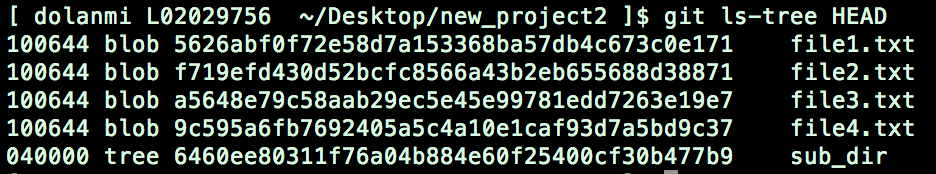 [ dolanmi L02029756  ~/Desktop/new_project2 ]$ git ls-tree HEAD
100644 blob 5626abf0f72e58d7a153368ba57db4c673c0e171    file1.txt
100644 blob f719efd430d52bcfc8566a43b2eb655688d38871    file2.txt
100644 blob a5648e79c58aab29ec5e45e99781edd7263e19e7    file3.txt
100644 blob 9c595a6fb7692405a5c4a10e1caf93d7a5bd9c37    file4.txt
040000 tree 6460ee80311f76a04b884e60f25400cf30b477b9    sub_dir